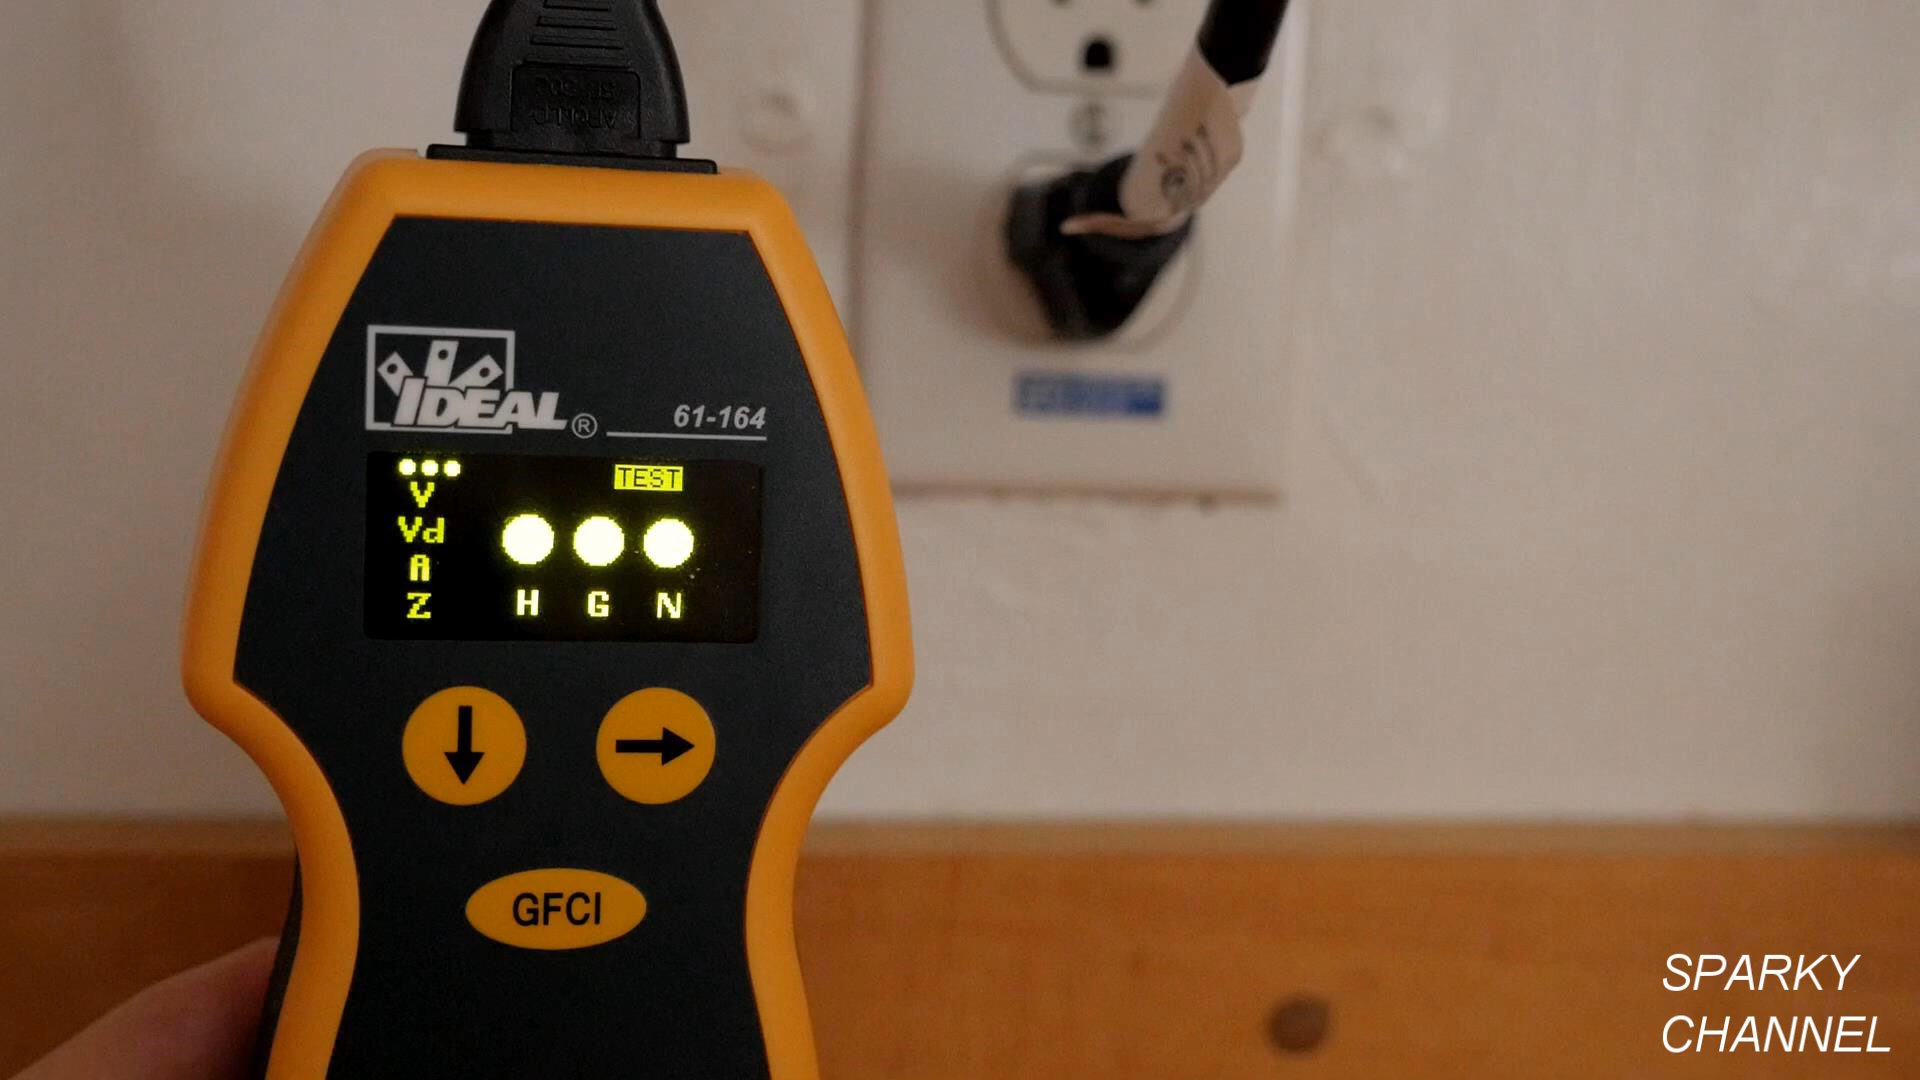 IDEAL®
61-164
TEST
V
Vd
A
Z
H G N
GFCI
SPARKY
CHANNEL